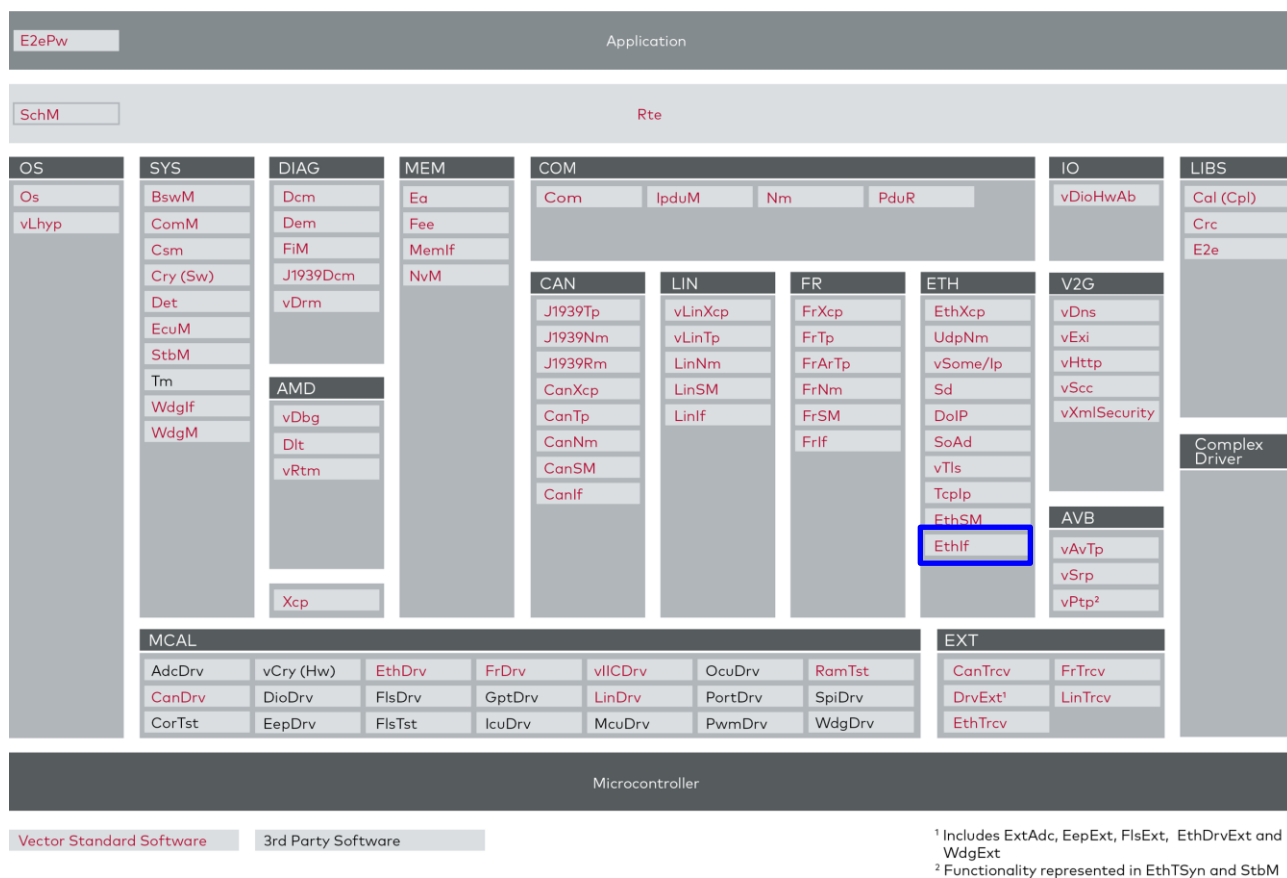 E2ePw
Application
SchM
Rte
OS
Os
vLhyp
SYS
BswM
ComM
Csm
Cry (Sw)
Det
EcuM
StbM
Tm
WdgIf
WdgM
DIAG
Dcm
Dem
FiM
J1939Dcm
vDrm
AMD
vDbg
Dlt
vRtm
Xcp
MEM
Ea
Fee
MemIf
NvM
COM
Com
IpduM
Nm
PduR
CAN
J1939Tp
J1939Nm
J1939Rm
CanXcp
CanTp
CanNm
CanSM
CanIf
LIN
vLinXcp
vLinTp
LinNm
LinSM
LinIf
FR
FrXcp
FrTp
FrArTp
FrNm
FrSM
FrIf
ETH
EthXcp
UdpNm
vSome/Ip
Sd
DoIP
SoAd
vTls
TcpIp
EthSM
EthIf
IO
vDioHwAb
V2G
vDns
vExi
vHttp
vScc
vXmlSecurity
AVB
vAvTp
vSrp
vPtp²
LIBS
Cal (Cpl)
Crc
E2e
Complex
Driver
MCAL
AdcDrv
vCry (Hw)
EthDrv
FrDrv
vIICDrv
OcuDrv
RamTst
CanDrv
DioDrv
FlsDrv
GptDrv
LinDrv
PortDrv
SpiDrv
CorTst
EepDrv
FlsTst
IcuDrv
McuDrv
PwmDrv
WdgDrv
EXT
CanTrcv
FrTrcv
DrvExt¹
LinTrcv
EthTrcv
Microcontroller
Vector Standard Software
3rd Party Software
¹ Includes ExtAdc, EepExt, FlsExt, EthDrvExt and
WdgExt
² Functionality represented in EthTSyn and StbM